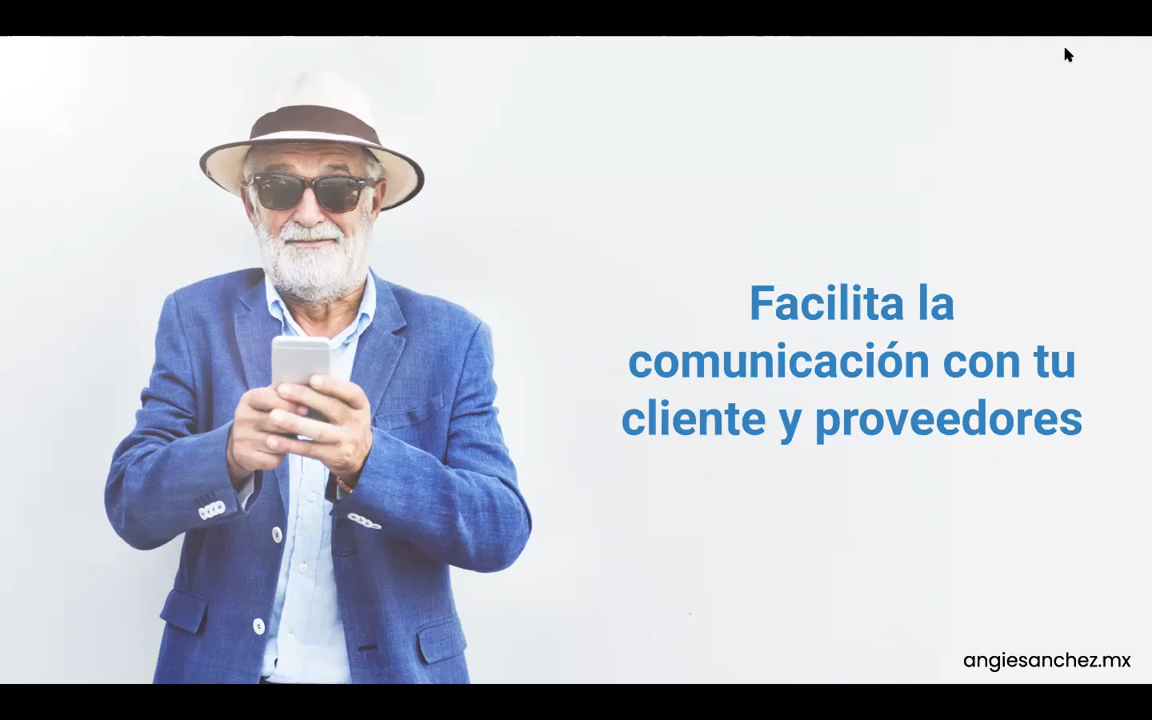 Facilita la
comunicación con tu
cliente y proveedores
angiesanchez.mx